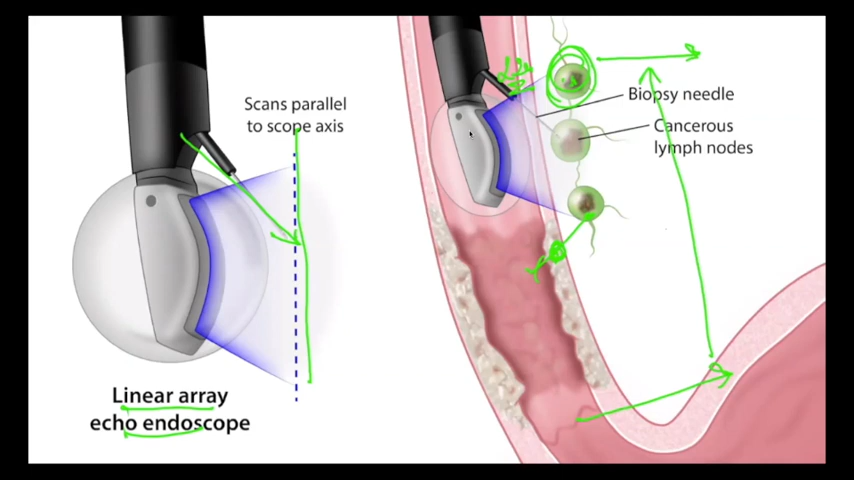 Scans parallel
to scope axis
Linear array
echo endoscope
Biopsy needle
Cancerous
lymph nodes